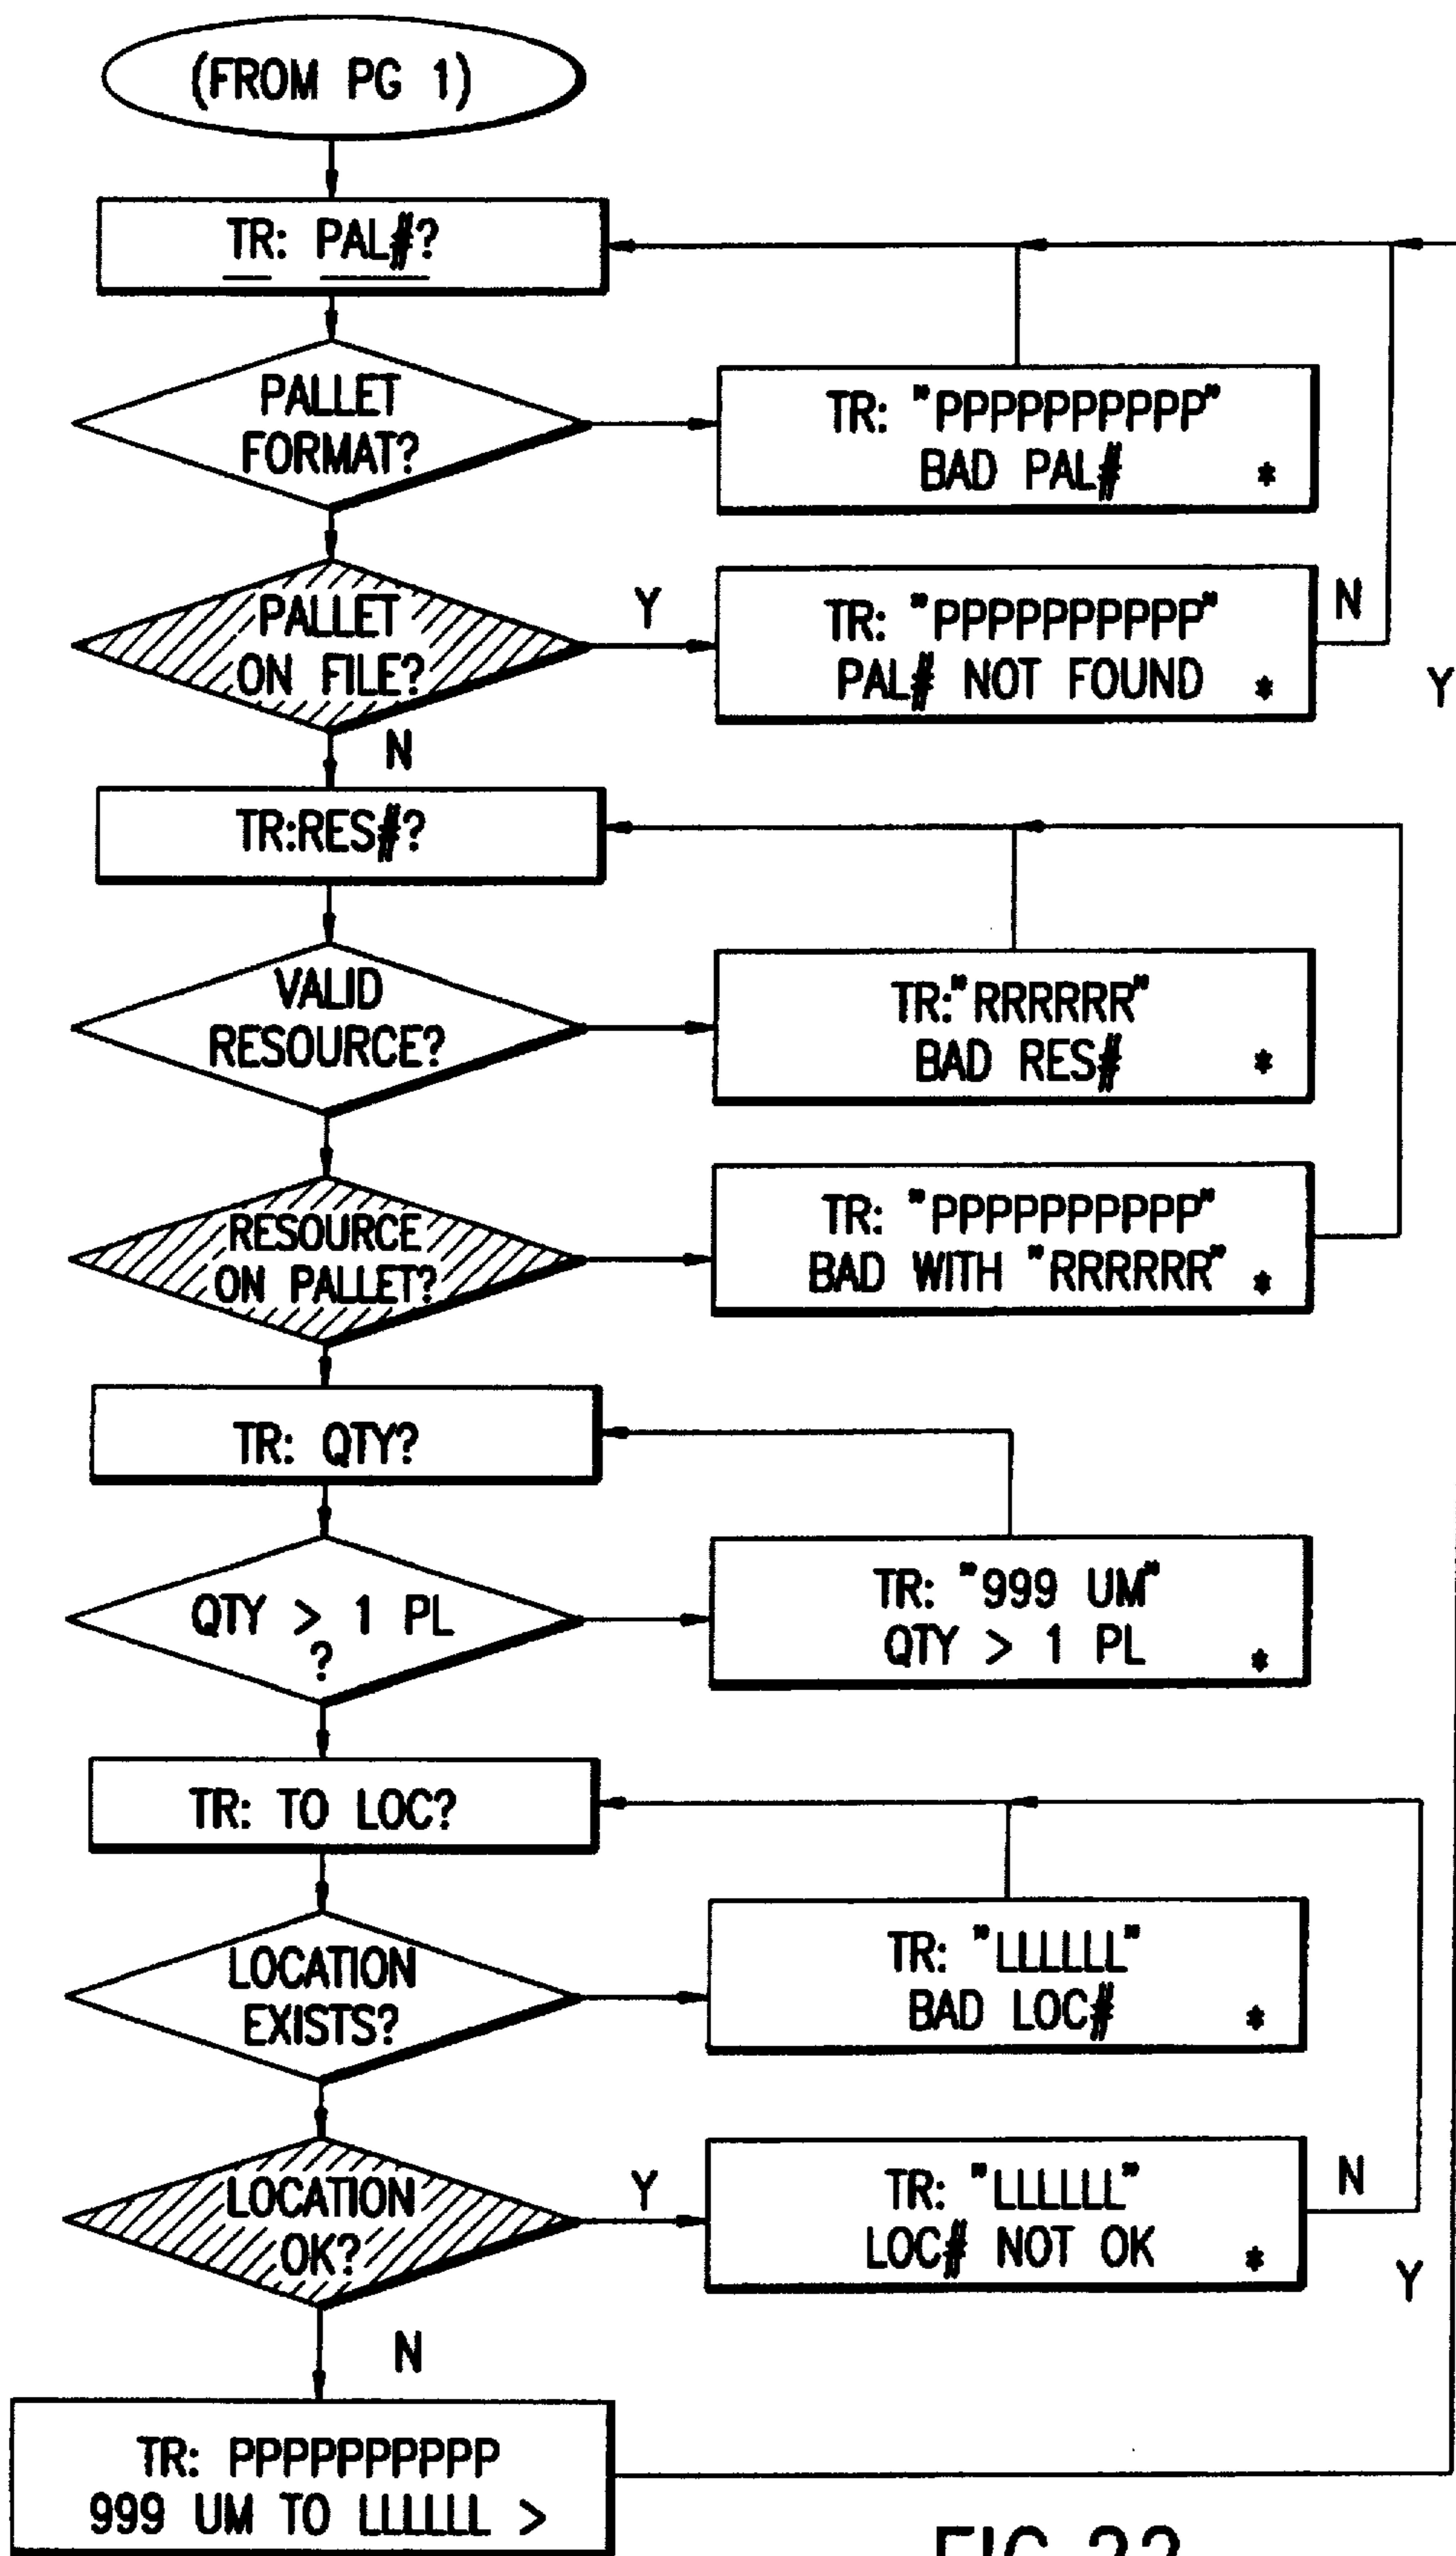 (FROM PG 1)
TR: PAL#?
PALLET
FORMAT?
TR: "PPPPPPPPPP"
BAD PAL# *
PALLET
ON FILE?
Y
TR: "PPPPPPPPPP"
PAL# NOT FOUND *
N
Y
N
TR:RES#?
VALID
RESOURCE?
TR:"RRRRRR"
BAD RES# *
RESOURCE
ON PALLET?
TR: "PPPPPPPPPP"
BAD WITH "RRRRRR" *
TR: QTY?
QTY > 1 PL
?
TR: "999 UM"
QTY > 1 PL *
TR: TO LOC?
LOCATION
EXISTS?
TR: "LLLLLL"
BAD LOC# *
LOCATION
OK?
Y
TR: "LLLLLL"
LOC# NOT OK *
N
Y
N
TR: PPPPPPPPPP
999 UM TO LLLLLL >